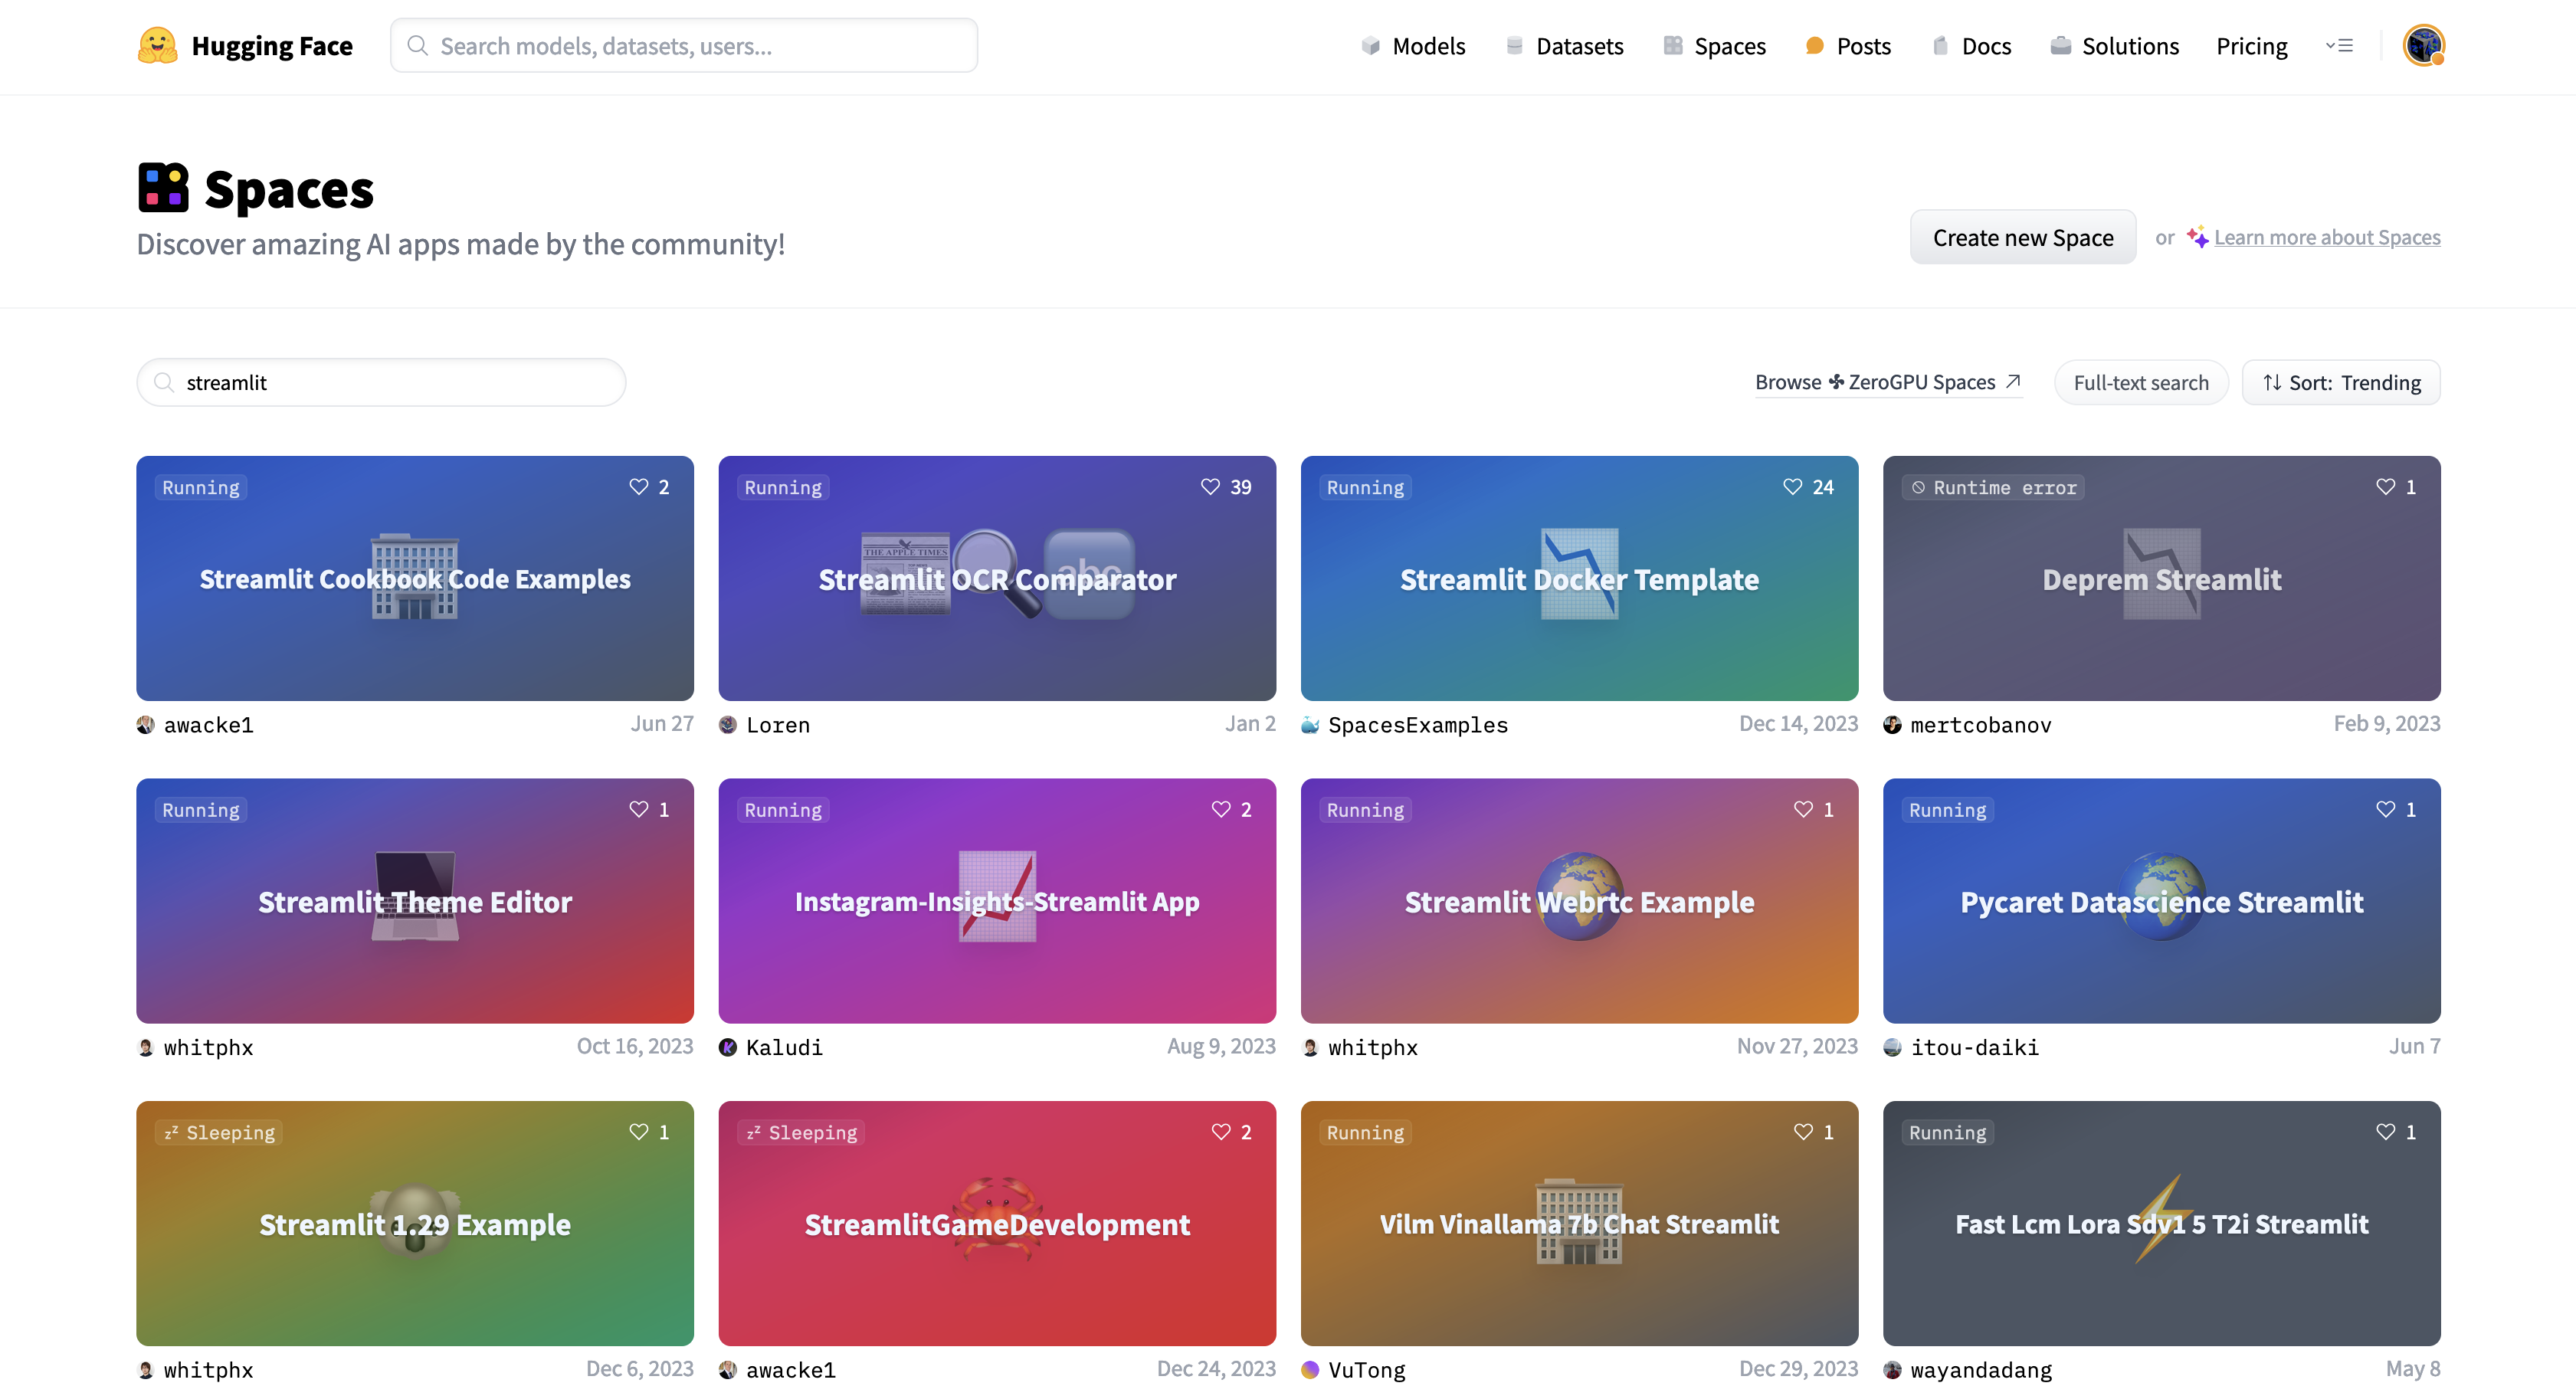 Hugging Face
Search models, datasets, users...
Models
Datasets
Spaces
Posts
Docs
Solutions
Pricing
Spaces
Discover amazing AI apps made by the community!
Create new Space
or
Learn more about Spaces
streamlit
Browse ZeroGPU Spaces
Full-text search
Sort: Trending
Running
2
Streamlit Cookbook Code Examples
awacke1
Jun 27
Running
39
THE APPLE TIMES
abc
Streamlit OCR Comparator
Loren
Jan 2
Running
24
Streamlit Docker Template
SpacesExamples
Dec 14, 2023
Runtime error
1
Deprem Streamlit
mertcobanov
Feb 9, 2023
Running
1
Streamlit Theme Editor
whitphx
Oct 16, 2023
Running
2
Instagram-Insights-Streamlit App
K
Kaludi
Aug 9, 2023
Running
1
Streamlit Webrtc Example
whitphx
Nov 27, 2023
Running
1
Pycaret Datascience Streamlit
itou-daiki
Jun 7
zz Sleeping
1
Streamlit 1.29 Example
whitphx
Dec 6, 2023
zz Sleeping
2
StreamlitGameDevelopment
awacke1
Dec 24, 2023
Running
1
Vilm Vinallama 7b Chat Streamlit
VuTong
Dec 29, 2023
Running
1
Fast Lcm Lora Sdv1 5 T2i Streamlit
wayandadang
May 8